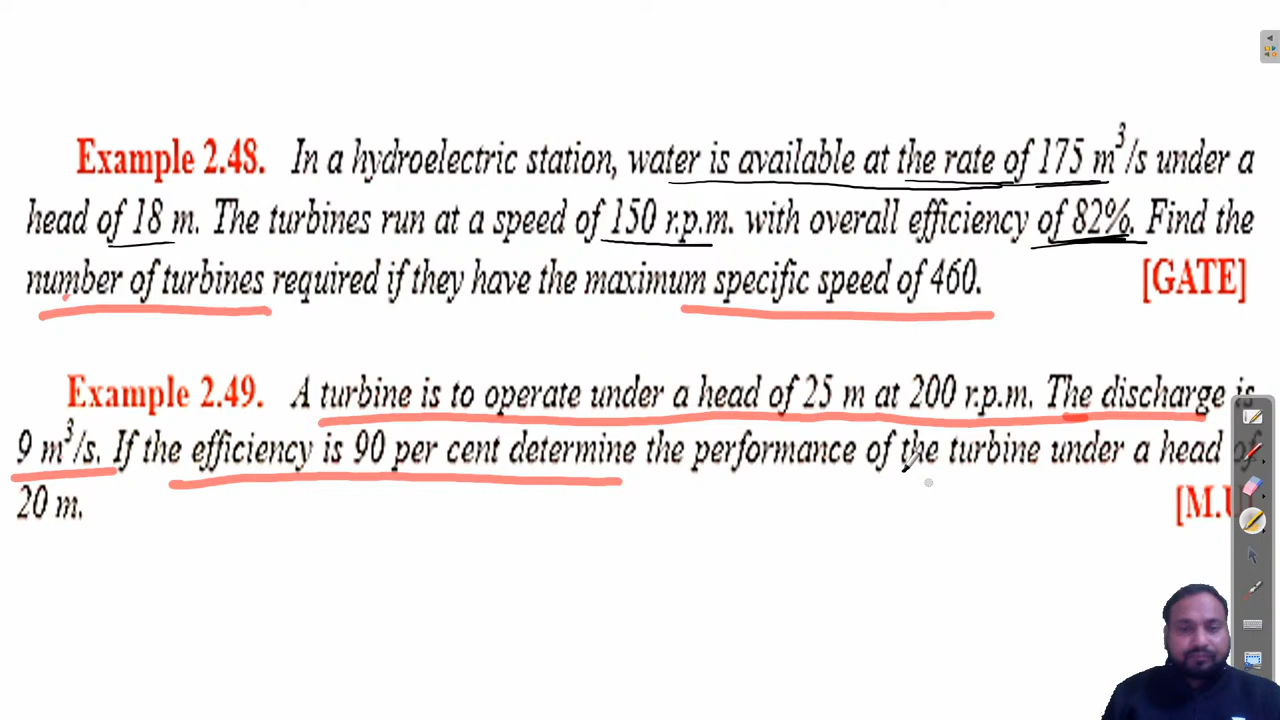 Example 2.48. In a hydroelectric station, water is available at the rate of 175 m³/s under a
head of 18 m. The turbines run at a speed of 150 r.p.m. with overall efficiency of 82%. Find the
number of turbines required if they have the maximum specific speed of 460. [GATE]
Example 2.49. A turbine is to operate under a head of 25 m at 200 r.p.m. The discharge is
9 m³/s. If the efficiency is 90 per cent determine the performance of the turbine under a head of
20 m. [M.U